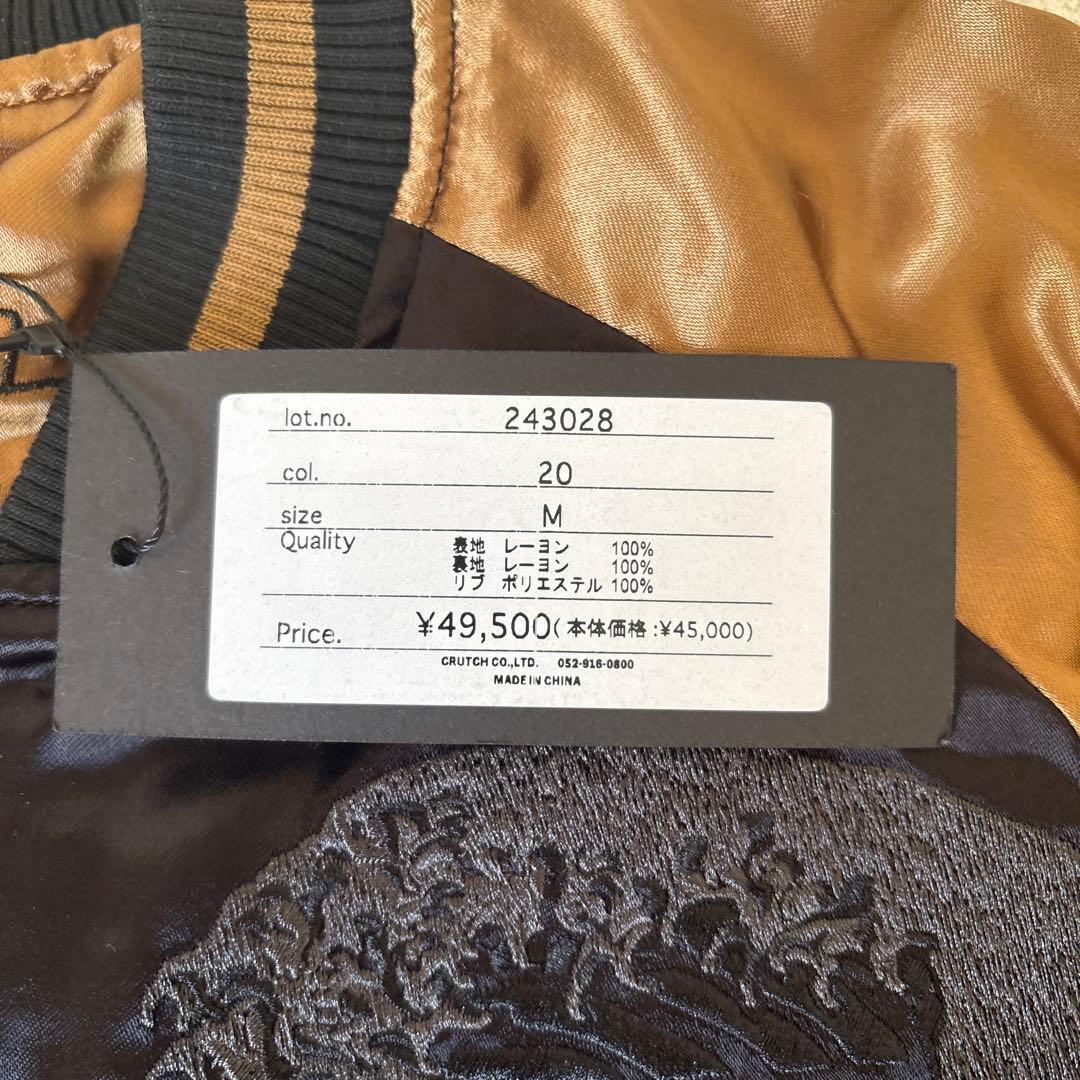 lot.no. 243028
col. 20
size M
Quality 表地 レーヨン 100%
裏地 レーヨン 100%
リブ ポリエステル 100%
Price. ¥49,500(本体価格:¥45,000)
CRUTCH CO.,LTD. 052-916-0800
MADE IN CHINA